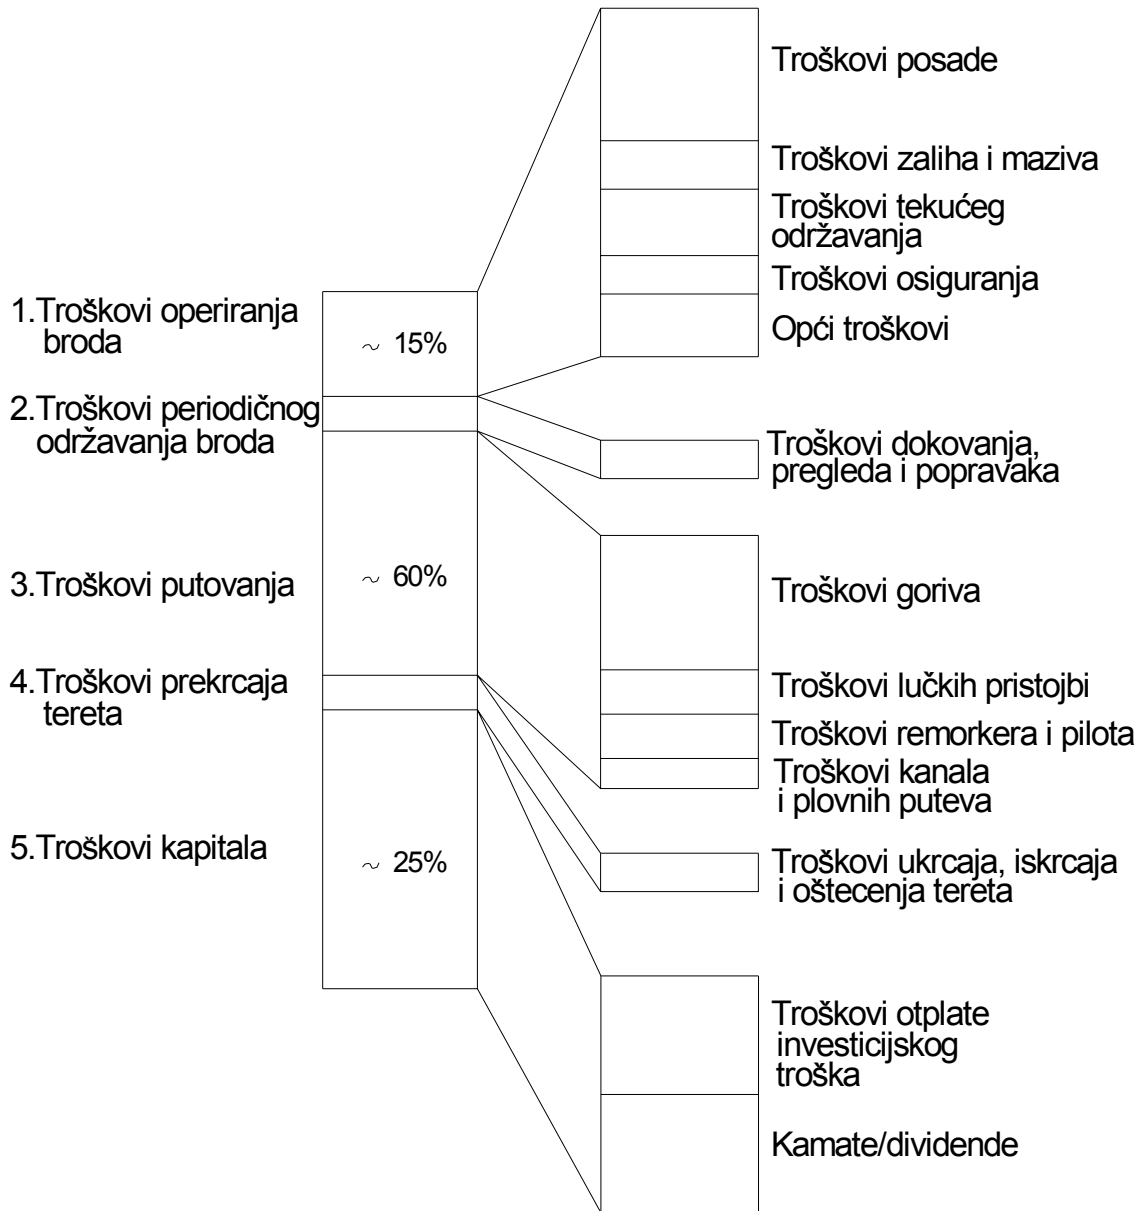 Troškovi posade
Troškovi zaliha i maziva
Troškovi tekućeg
održavanja
Troškovi osiguranja
Opći troškovi
1.Troškovi operiranja
broda
~ 15%
2.Troškovi periodičnog
održavanja broda
Troškovi dokovanja,
pregleda i popravaka
3.Troškovi putovanja
~ 60%
Troškovi goriva
Troškovi lučkih pristojbi
Troškovi remorkera i pilota
Troškovi kanala
i plovnih puteva
4.Troškovi prekrcaja
tereta
Troškovi ukrcaja, iskrcaja
i oštecenja tereta
5.Troškovi kapitala
~ 25%
Troškovi otplate
investicijskog
troška
Kamate/dividende